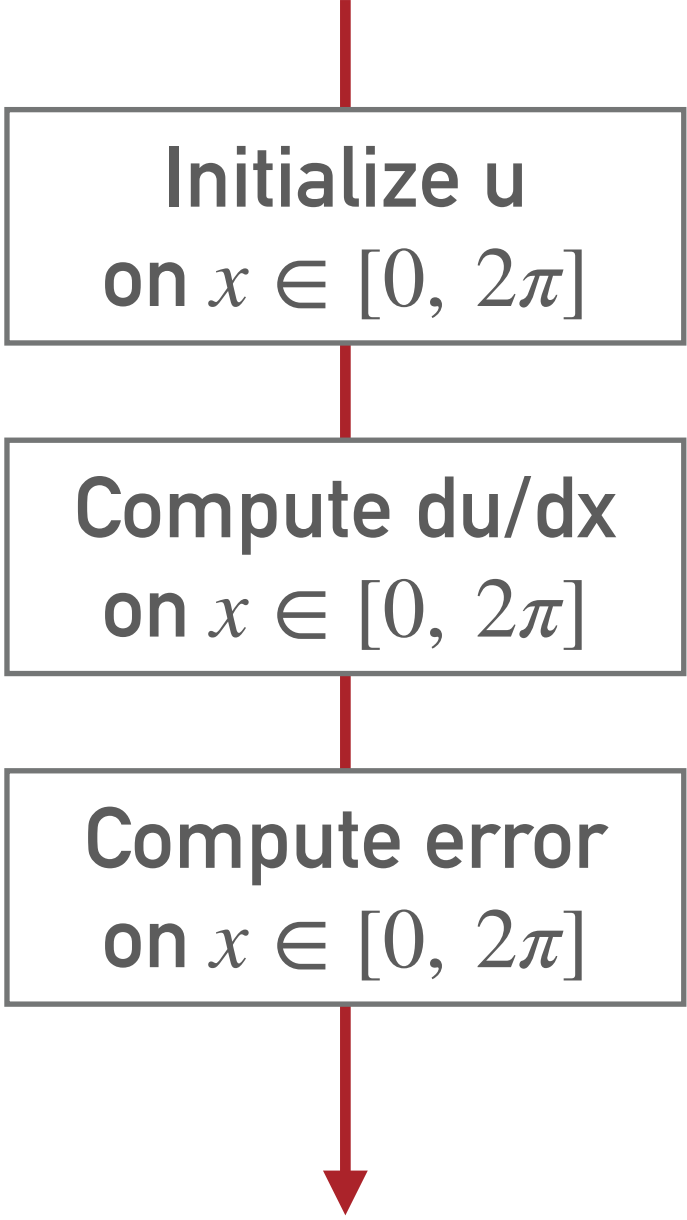 Initialize u
on x ∈ [0, 2π]
Compute du/dx
on x ∈ [0, 2π]
Compute error
on x ∈ [0, 2π]